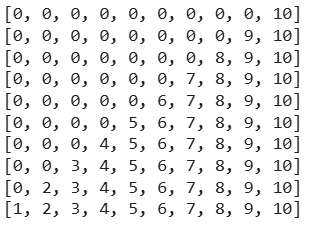 [0, 0, 0, 0, 0, 0, 0, 0, 0, 10]
[0, 0, 0, 0, 0, 0, 0, 0, 9, 10]
[0, 0, 0, 0, 0, 0, 0, 8, 9, 10]
[0, 0, 0, 0, 0, 0, 7, 8, 9, 10]
[0, 0, 0, 0, 0, 6, 7, 8, 9, 10]
[0, 0, 0, 0, 5, 6, 7, 8, 9, 10]
[0, 0, 0, 4, 5, 6, 7, 8, 9, 10]
[0, 0, 3, 4, 5, 6, 7, 8, 9, 10]
[0, 2, 3, 4, 5, 6, 7, 8, 9, 10]
[1, 2, 3, 4, 5, 6, 7, 8, 9, 10]